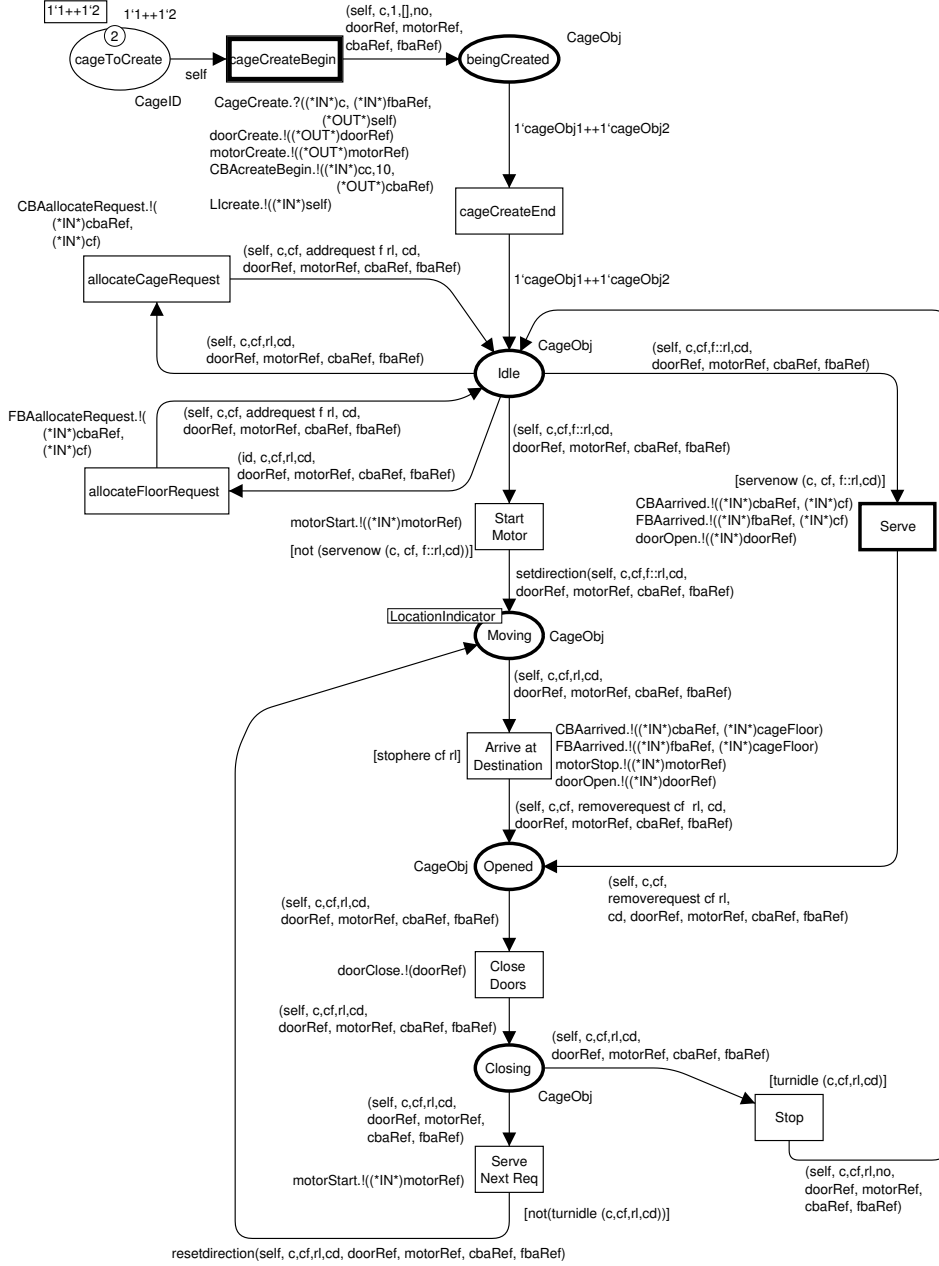 1‘1++1‘2
1‘1++1‘2
2
cageToCreate
self
CageID
cageCreateBegin
(self, c,1,[],no,
doorRef, motorRef,
cbaRef, fbaRef)
CageObj
beingCreated
CageCreate.?((*IN*)c, (*IN*)fbaRef,
(*OUT*)self)
doorCreate.!((*OUT*)doorRef)
motorCreate.!((*OUT*)motorRef)
CBAcreateBegin.!((*IN*)cc,10,
(*OUT*)cbaRef)
LIcreate.!((*IN*)self)
1‘cageObj1++1‘cageObj2
cageCreateEnd
1‘cageObj1++1‘cageObj2
CBAallocateRequest.!(
(*IN*)cbaRef,
(*IN*)cf)
allocateCageRequest
(self, c,cf, addrequest f rl, cd,
doorRef, motorRef, cbaRef, fbaRef)
(self, c,cf,rl,cd,
doorRef, motorRef, cbaRef, fbaRef)
CageObj
Idle
(self, c,cf,f::rl,cd,
doorRef, motorRef, cbaRef, fbaRef)
FBAallocateRequest.!(
(*IN*)cbaRef,
(*IN*)cf)
(self, c,cf, addrequest f rl, cd,
doorRef, motorRef, cbaRef, fbaRef)
(id, c,cf,rl,cd,
doorRef, motorRef, cbaRef, fbaRef)
allocateFloorRequest
(self, c,cf,f::rl,cd,
doorRef, motorRef, cbaRef, fbaRef)
[servenow (c, cf, f::rl,cd)]
CBAarrived.!((*IN*)cbaRef, (*IN*)cf)
FBAarrived.!((*IN*)fbaRef, (*IN*)cf)
doorOpen.!((*IN*)doorRef)
Serve
motorStart.!((*IN*)motorRef)
[not (servenow (c, cf, f::rl,cd))]
Start
Motor
setdirection(self, c,cf,f::rl,cd,
doorRef, motorRef, cbaRef, fbaRef)
LocationIndicator
Moving
CageObj
(self, c,cf,rl,cd,
doorRef, motorRef, cbaRef, fbaRef)
[stophere cf rl]
Arrive at
Destination
CBAarrived.!((*IN*)cbaRef, (*IN*)cageFloor)
FBAarrived.!((*IN*)fbaRef, (*IN*)cageFloor)
motorStop.!((*IN*)motorRef)
doorOpen.!((*IN*)doorRef)
(self, c,cf, removerequest cf rl, cd,
doorRef, motorRef, cbaRef, fbaRef)
CageObj
Opened
(self, c,cf,
removerequest cf rl,
cd, doorRef, motorRef, cbaRef, fbaRef)
(self, c,cf,rl,cd,
doorRef, motorRef, cbaRef, fbaRef)
doorClose.!(doorRef)
Close
Doors
(self, c,cf,rl,cd,
doorRef, motorRef, cbaRef, fbaRef)
Closing
CageObj
(self, c,cf,rl,cd,
doorRef, motorRef, cbaRef, fbaRef)
[turnidle (c,cf,rl,cd)]
Stop
(self, c,cf,rl,cd,
doorRef, motorRef,
cbaRef, fbaRef)
motorStart.!((*IN*)motorRef)
Serve
Next Req
(self, c,cf,rl,no,
doorRef, motorRef,
cbaRef, fbaRef)
[not(turnidle (c,cf,rl,cd))]
resetdirection(self, c,cf,rl,cd, doorRef, motorRef, cbaRef, fbaRef)